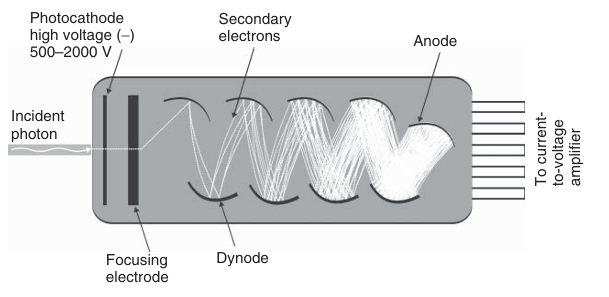 Photocathode
high voltage (–)
500–2000 V
Secondary
electrons
Anode
Incident
photon
To current-
to-voltage
amplifier
Focusing
electrode
Dynode